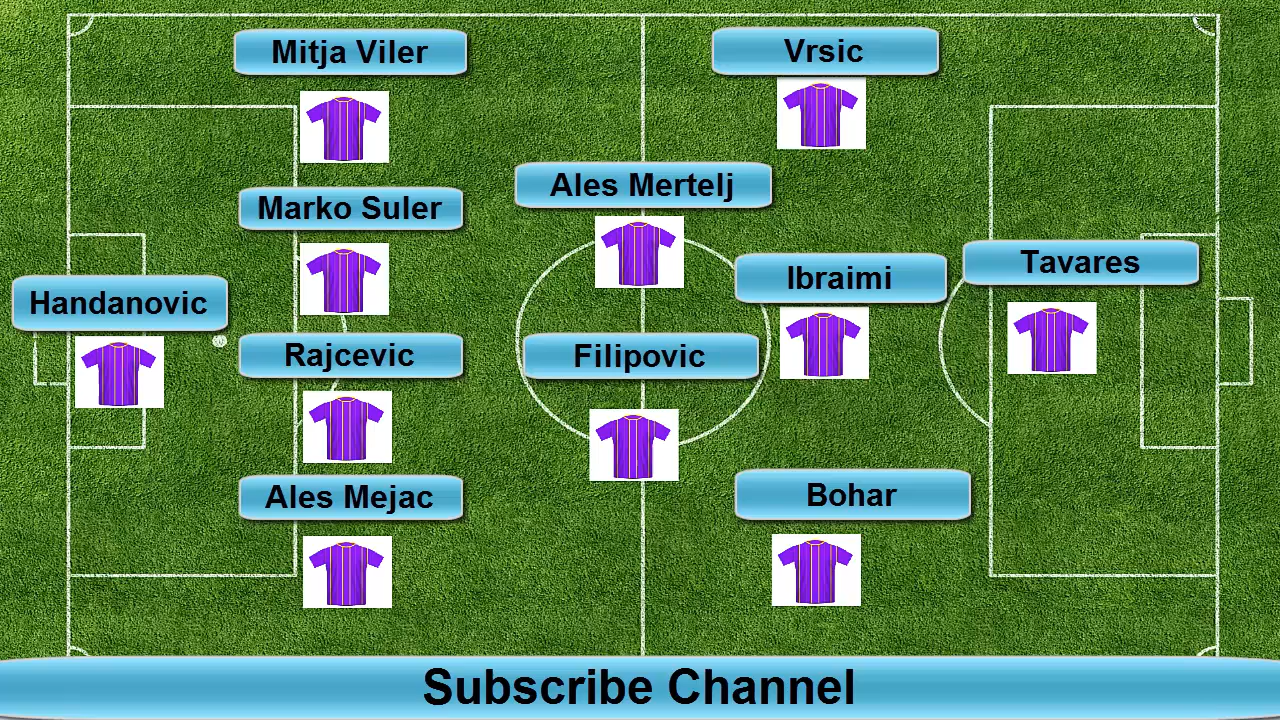 Mitja Viler
Vrsic
Ales Mertelj
Marko Suler
Tavares
Ibraimi
Handanovic
Rajcevic
Filipovic
Ales Mejac
Bohar
Subscribe Channel